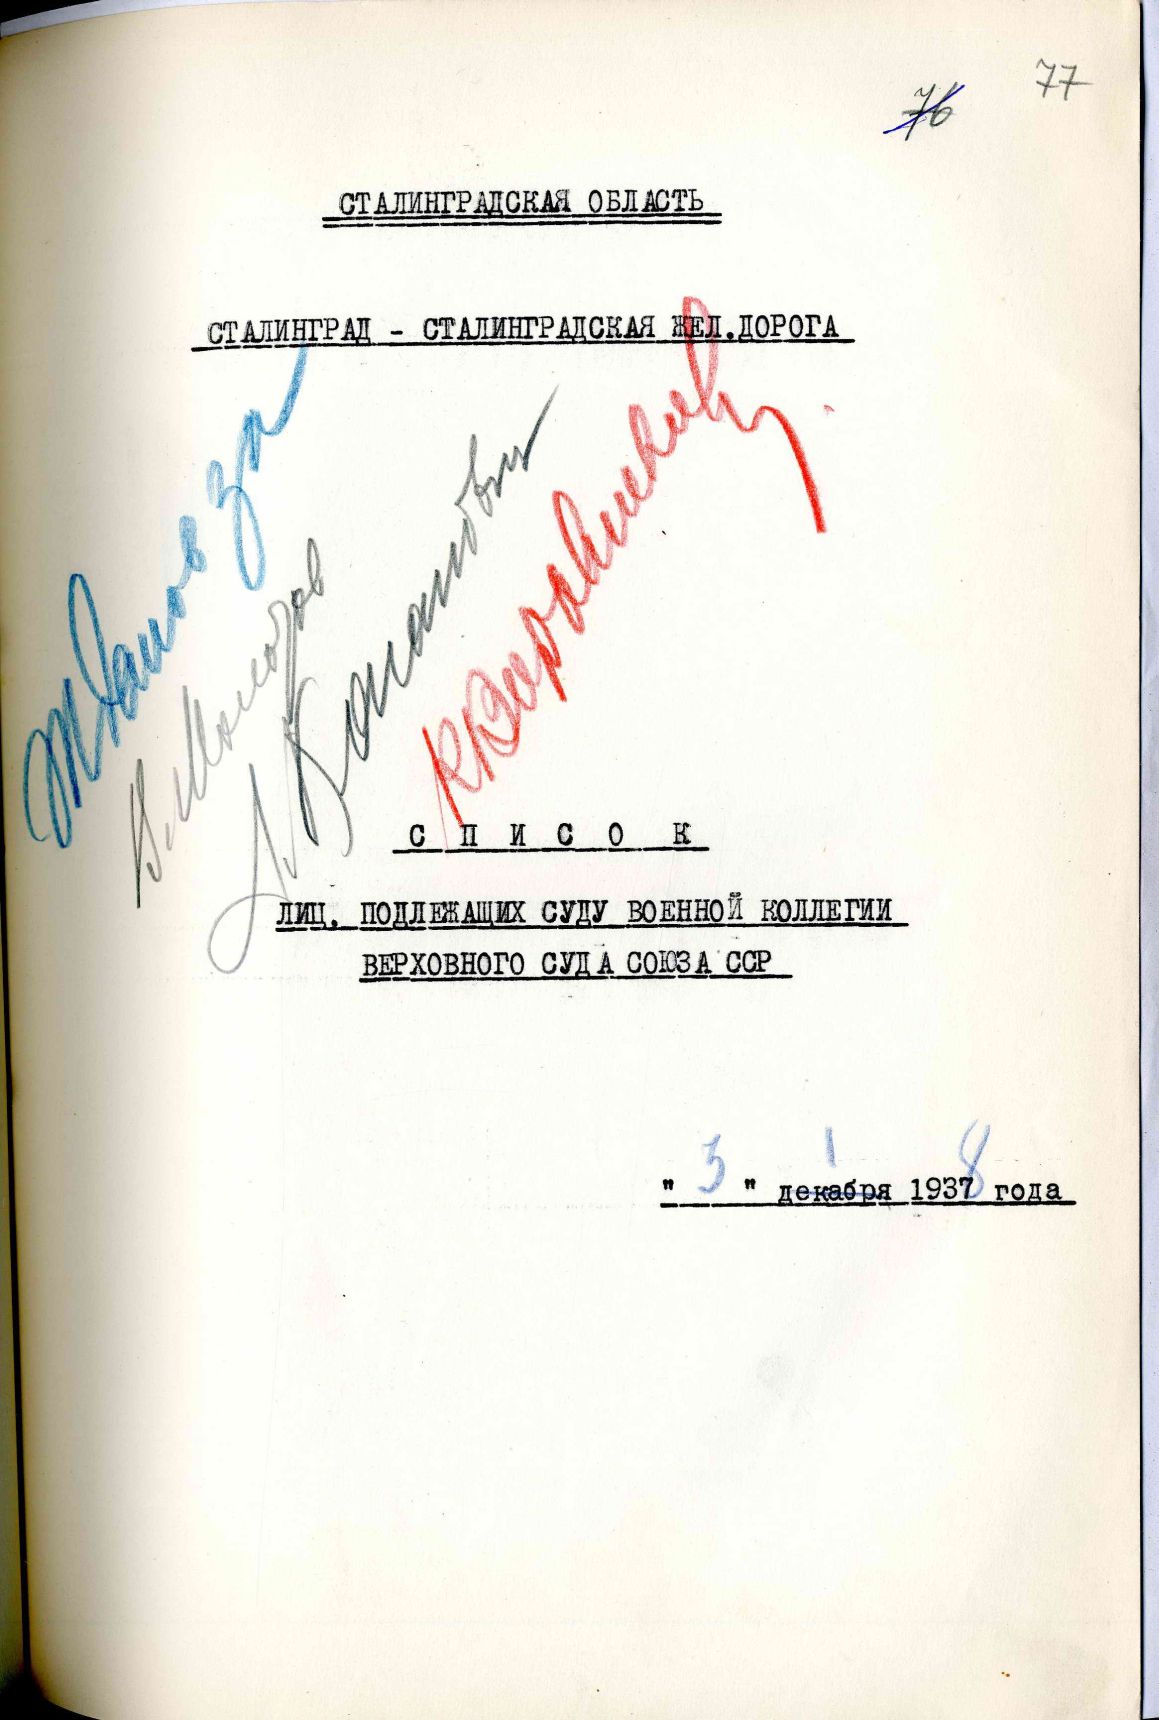 77
76
СТАЛИНГРАДСКАЯ ОБЛАСТЬ
СТАЛИНГРАД - СТАЛИНГРАДСКАЯ ЖЕЛ.ДОРОГА
Жданов за
В. Молотов
Л. Каганович
К Ворошилов
С П И С О К
ЛИЦ, ПОДЛЕЖАЩИХ СУДУ ВОЕННОЙ КОЛЛЕГИИ
ВЕРХОВНОГО СУДА СОЮЗА ССР
" 3 " декабря 1 1937 8 года